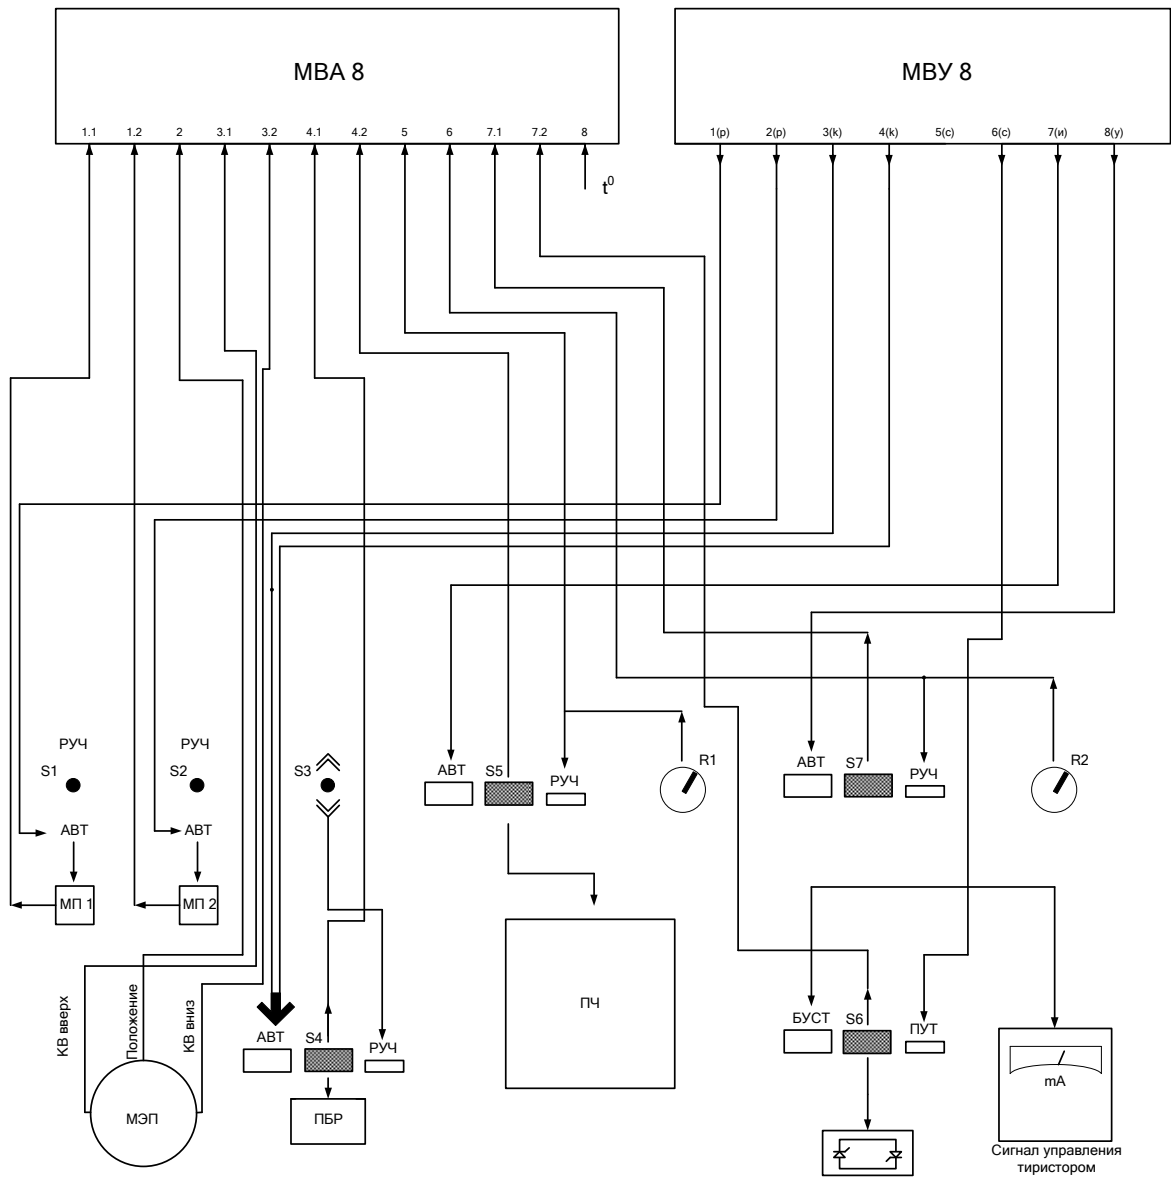 МВА 8
МВУ 8
1.1 1.2 2 3.1 3.2 4.1 4.2 5 6 7.1 7.2 8
1(р) 2(р) 3(k) 4(k) 5(с) 6(с) 7(и) 8(у)
t⁰
РУЧ
S1
АВТ
МП 1
РУЧ
S2
АВТ
МП 2
S3
АВТ S5 РУЧ
R1
АВТ S7 РУЧ
R2
КВ вверх
Положение
КВ вниз
МЭП
АВТ S4 РУЧ
ПБР
ПЧ
БУСТ S6 ПУТ
mA
Сигнал управления
тиристором